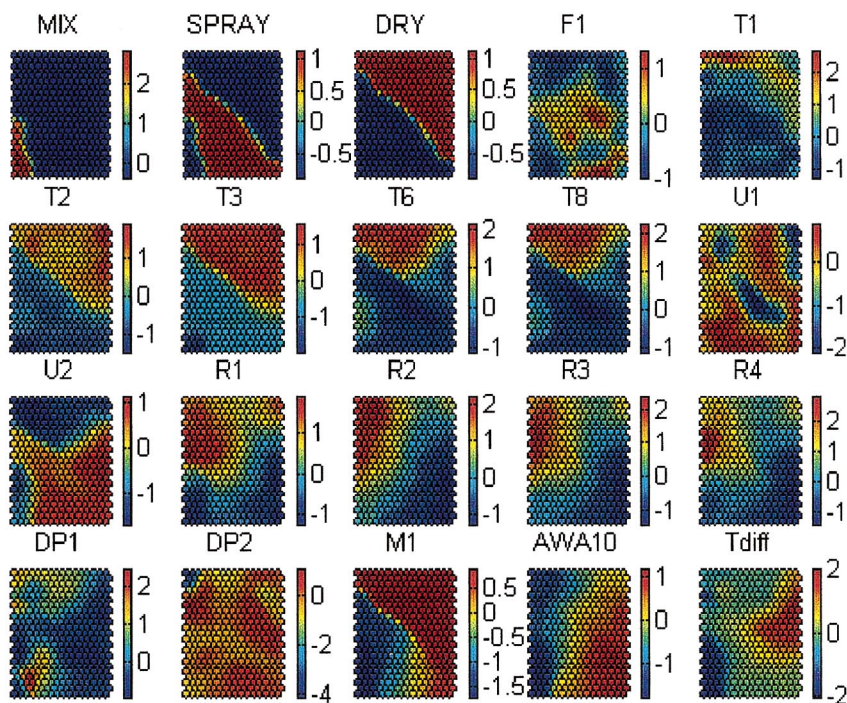 MIX SPRAY DRY F1 T1
2 1 0
1 0.5 0 -0.5
1 0.5 0 -0.5
1 0 -1
2 1 0 -1
T2 T3 T6 T8 U1
1 0 -1
1 0 -1
2 1 0 -1
2 1 0 -1
0 -1 -2
U2 R1 R2 R3 R4
1 0 -1
1 0 -1
2 1 0 -1
2 1 0 -1
2 1 0 -1
DP1 DP2 M1 AWA10 Tdiff
2 1 0
0 -2 -4
0.5 0 -0.5 -1 -1.5
1 0 -1
2 0 -2